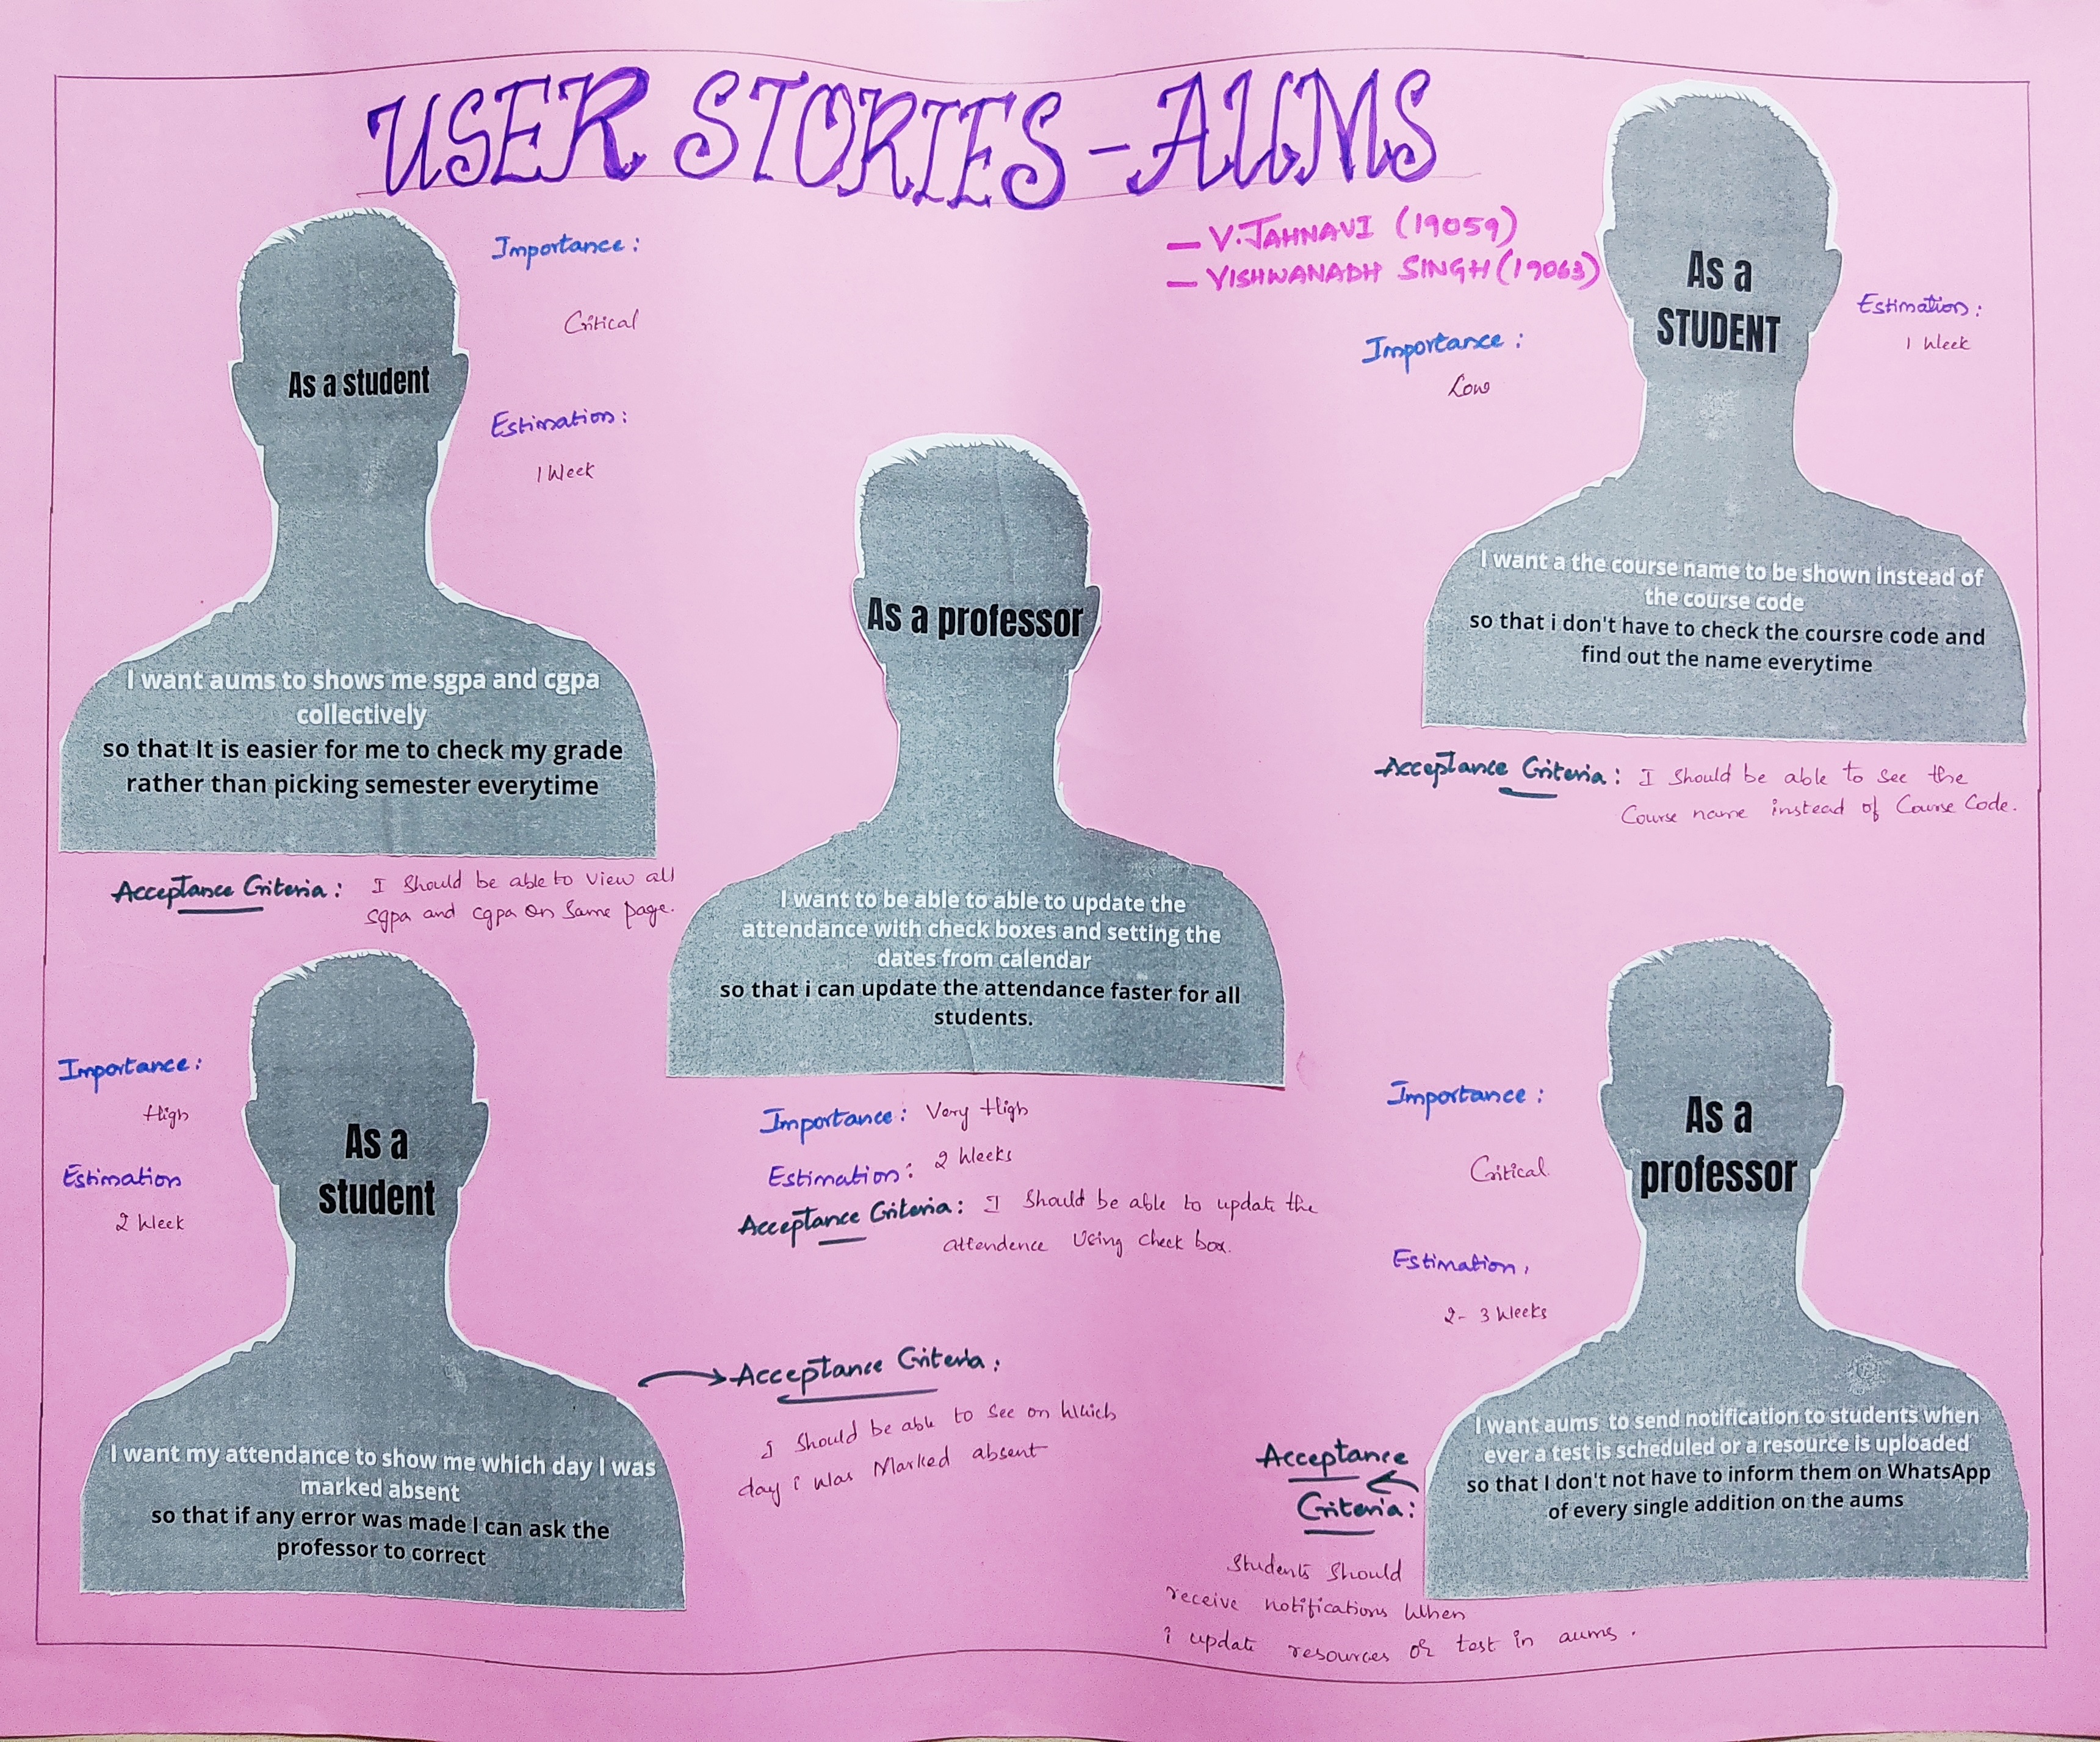 USER STORIES - AUMS
— V. JAHNAVI (19059)
— VISHWANADH SINGH (19063)
Importance :
Critical
As a student
Estimation :
1 Week
I want aums to shows me sgpa and cgpa
collectively
so that It is easier for me to check my grade
rather than picking semester everytime
Acceptance Criteria : I Should be able to view all
sgpa and cgpa on Same page.
As a
STUDENT
Importance :
Low
Estimation :
1 Week
I want a the course name to be shown instead of
the course code
so that i don't have to check the coursre code and
find out the name everytime
Acceptance Criteria : I should be able to see the
Course name instead of Course Code.
As a professor
I want to be able to able to update the
attendance with check boxes and setting the
dates from calendar
so that i can update the attendance faster for all
students.
Importance : Very High
Estimation : 2 Weeks
Acceptance Criteria : I Should be able to update the
attendence Using check box.
Importance :
High
Estimation
2 Week
As a
student
I want my attendance to show me which day I was
marked absent
so that if any error was made I can ask the
professor to correct
Acceptance Criteria :
I should be able to see on which
day i was Marked absent
As a
professor
Importance :
Critical
Estimation,
2 - 3 Weeks
I want aums to send notification to students when
ever a test is scheduled or a resource is uploaded
so that I don't not have to inform them on WhatsApp
of every single addition on the aums
Acceptance
Criteria :
Students Should
receive notifications When
i update resources or test in aums.